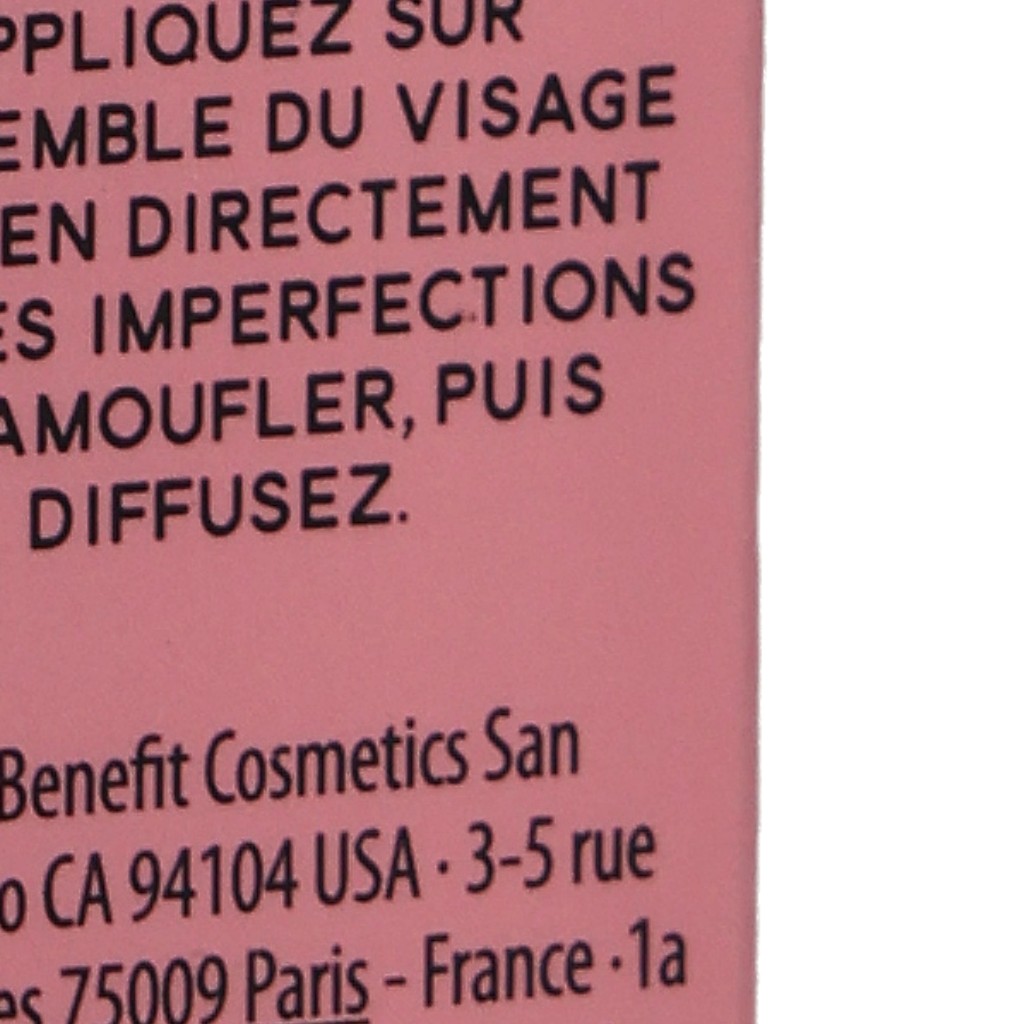 PPLIQUEZ SUR
EMBLE DU VISAGE
EN DIRECTEMENT
ES IMPERFECTIONS
AMOUFLER, PUIS
DIFFUSEZ.
Benefit Cosmetics San
o CA 94104 USA · 3-5 rue
es 75009 Paris - France · 1a